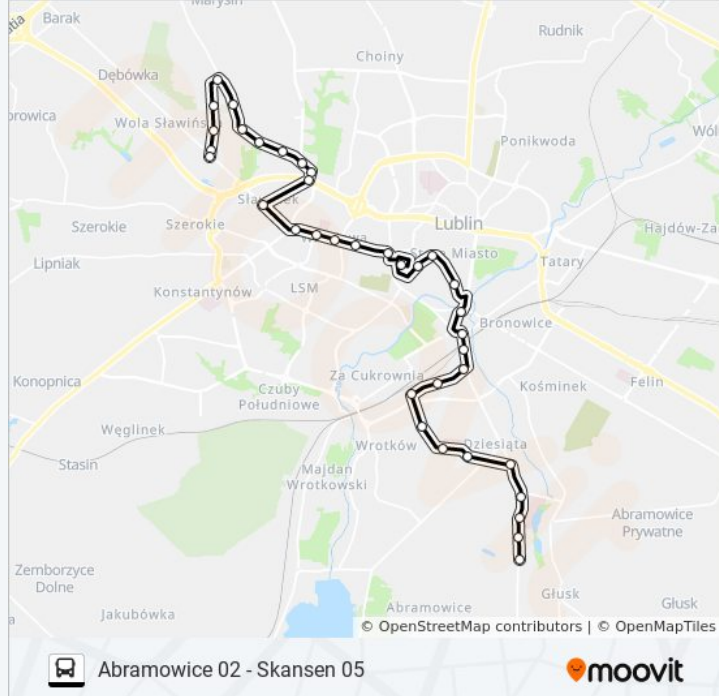 Marysin
Barak
Rudnik
Choiny
Dębówka
Wola Sławińs
Ponikwoda
Szerokie
Szerokie
Lublin
Hajdów-Za
Lipniak
Tatary
Konstantynów
LSM
Bronowice
Konopnica
Za Cukrownią
Czuby
Południowe
Kośminek
Felin
Węglinek
Wrotków
Dziesiąta
Stasin
Majdan
Wrotkowski
Abramowice
Prywatne
Zemborzyce
Dolne
Głusk
Głusk
Jakubówka
Abramowice
© OpenStreetMap contributors | © OpenMapTiles
Abramowice 02 - Skansen 05
moovit